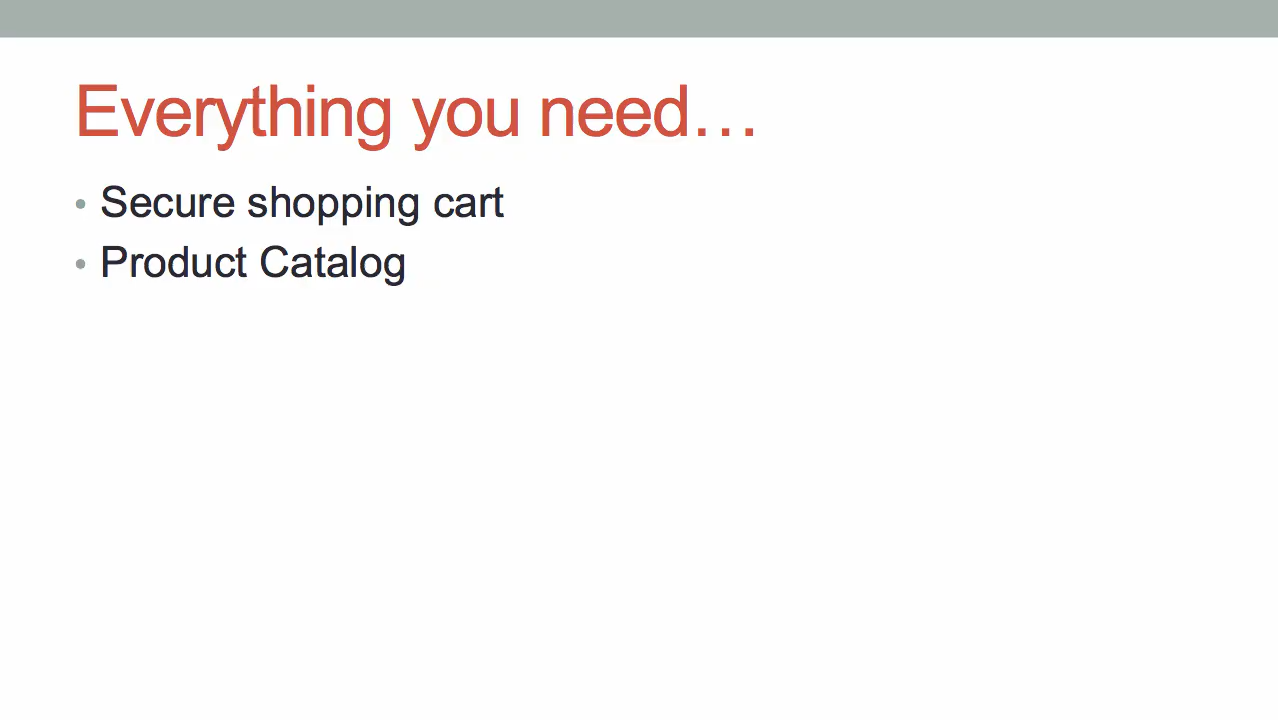 Everything you need…
• Secure shopping cart
• Product Catalog